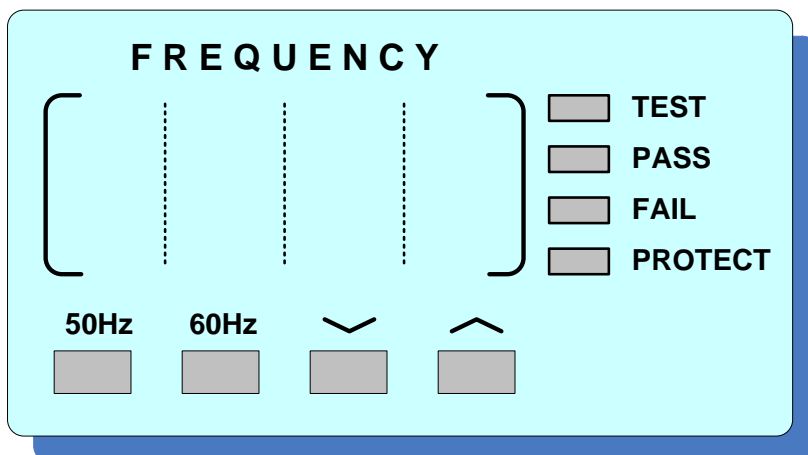 FREQUENCY
TEST
PASS
FAIL
PROTECT
50Hz 60Hz